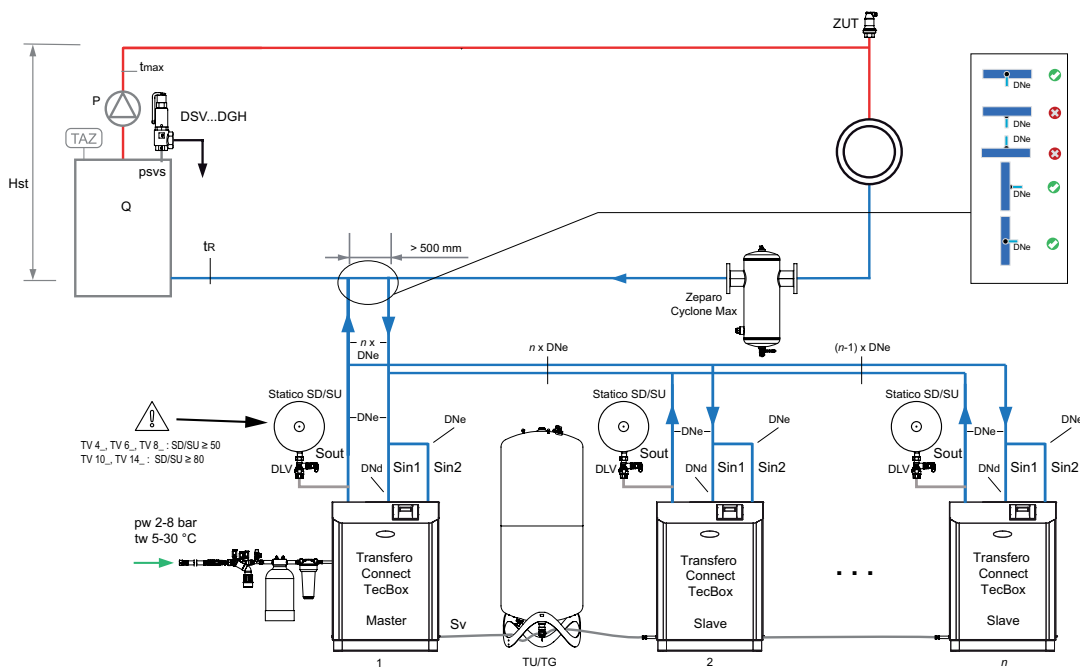 ZUT
tmax
P
DSV...DGH
TAZ
psvs
Hst
Q
tR
> 500 mm
DNe
DNe
DNe
DNe
DNe
Zeparo
Cyclone Max
n x
DNe
n x DNe
(n-1) x DNe
Statico SD/SU
Statico SD/SU
Statico SD/SU
TV 4_, TV 6_, TV 8_ : SD/SU ≥ 50
TV 10_, TV 14_ : SD/SU ≥ 80
DNe
DNe
DNe
DNe
DNe
DNe
Sout
DLV
DNd
Sin1
Sin2
Sout
DLV
DNd
Sin1
Sin2
Sout
DLV
DNd
Sin1
Sin2
pw 2-8 bar
tw 5-30 °C
Transfero
Connect
TecBox
Master
Transfero
Connect
TecBox
Slave
. . .
Transfero
Connect
TecBox
Slave
Sv
1
TU/TG
2
n